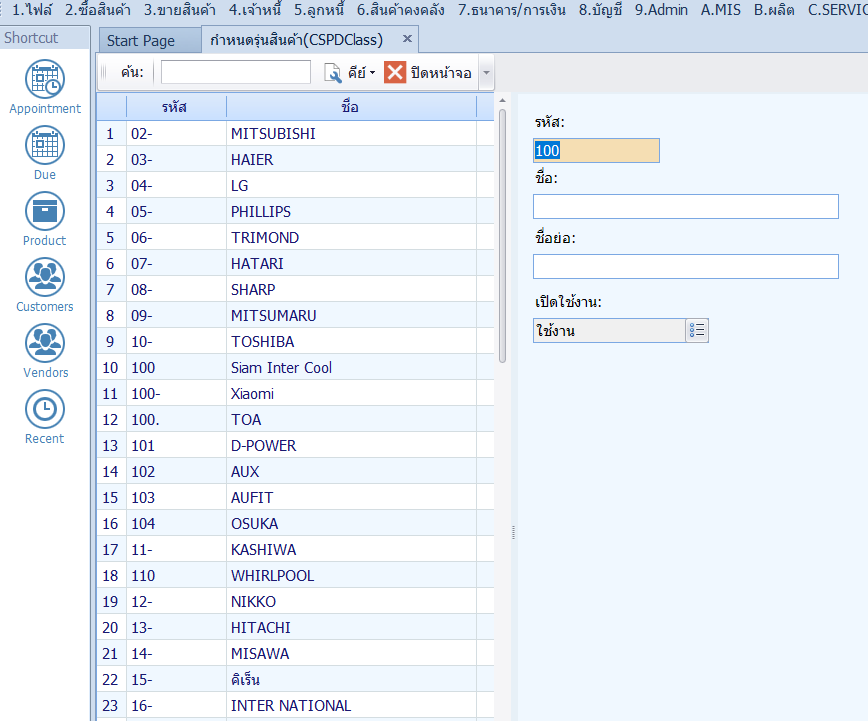 1.ไฟล์ 2.ซื้อสินค้า 3.ขายสินค้า 4.เจ้าหนี้ 5.ลูกหนี้ 6.สินค้าคงคลัง 7.ธนาคาร/การเงิน 8.บัญชี 9.Admin A.MIS B.ผลิต C.SERVIC
Shortcut
Start Page กำหนดรุ่นสินค้า(CSPDClass)
ค้น: คีย์ ปิดหน้าจอ
Appointment
Due
Product
Customers
Vendors
Recent
รหัส ชื่อ
1 02- MITSUBISHI
2 03- HAIER
3 04- LG
4 05- PHILLIPS
5 06- TRIMOND
6 07- HATARI
7 08- SHARP
8 09- MITSUMARU
9 10- TOSHIBA
10 100 Siam Inter Cool
11 100- Xiaomi
12 100. TOA
13 101 D-POWER
14 102 AUX
15 103 AUFIT
16 104 OSUKA
17 11- KASHIWA
18 110 WHIRLPOOL
19 12- NIKKO
20 13- HITACHI
21 14- MISAWA
22 15- คิเร็น
23 16- INTER NATIONAL
รหัส:
100
ชื่อ:
ชื่อย่อ:
เปิดใช้งาน:
ใช้งาน